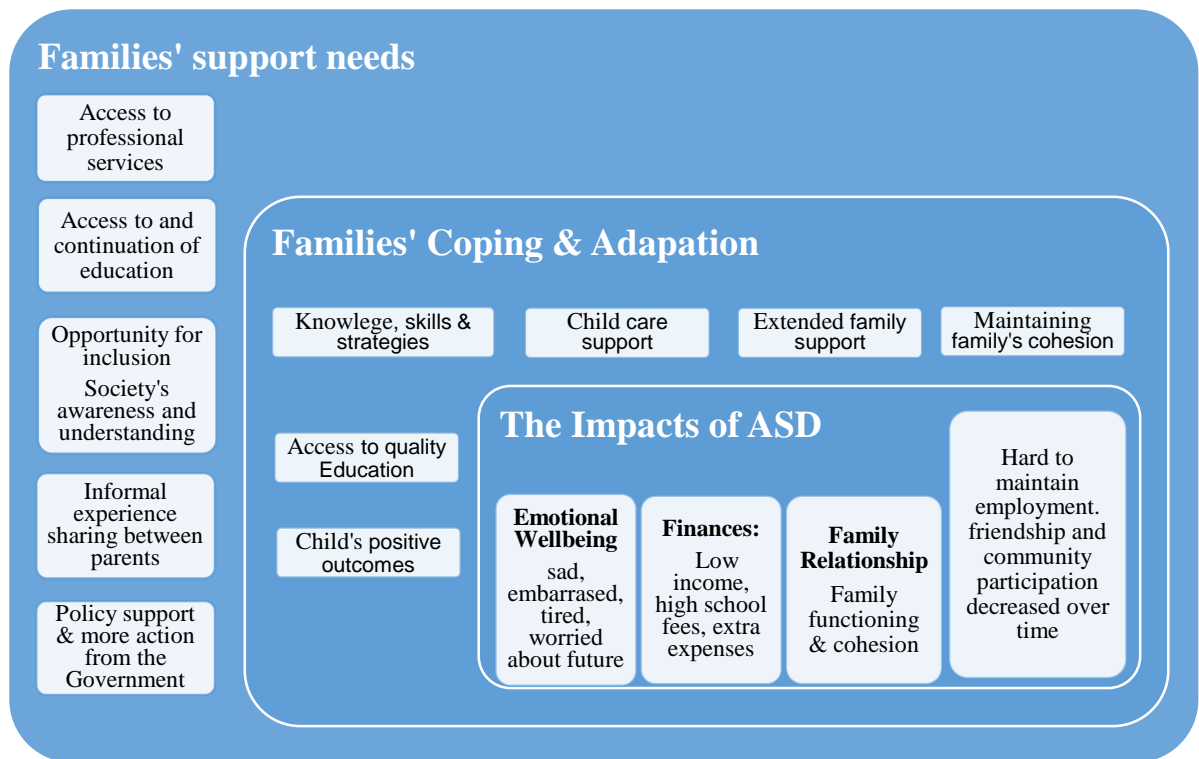 Families' support needs
Access to
professional
services
Access to and
continuation of
education
Opportunity for
inclusion
Society's
awareness and
understanding
Informal
experience
sharing between
parents
Policy support
& more action
from the
Government
Families' Coping & Adapation
Knowlege, skills &
strategies
Child care
support
Extended family
support
Maintaining
family's cohesion
Access to quality
Education
Child's positive
outcomes
The Impacts of ASD
Emotional
Wellbeing
sad,
embarrased,
tired,
worried
about future
Finances:
Low
income,
high school
fees, extra
expenses
Family
Relationship
Family
functioning
& cohesion
Hard to
maintain
employment.
friendship and
community
participation
decreased over
time